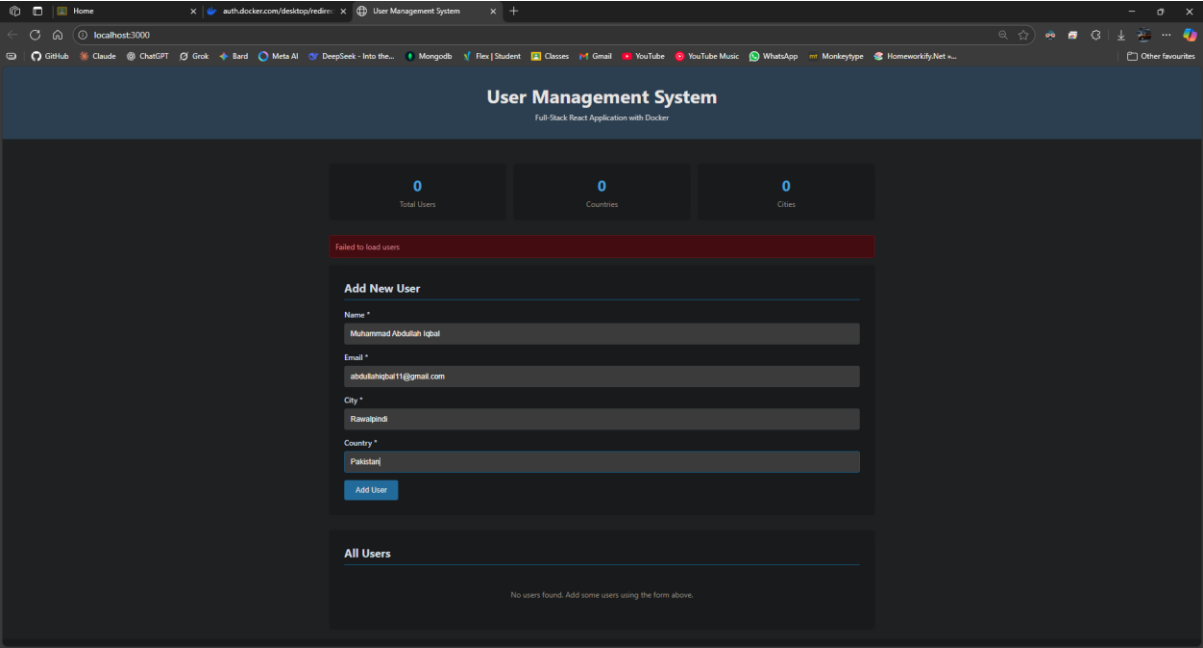 Home
auth.docker.com/desktop/redirec
User Management System
localhost:3000
GitHub Claude ChatGPT Grok Bard Meta AI DeepSeek - Into the... Mongodb Flex | Student Classes Gmail YouTube YouTube Music WhatsApp Monkeytype Homeworkify.Net »... Other favourites
User Management System
Full-Stack React Application with Docker
0 0 0
Total Users Countries Cities
Failed to load users
Add New User
Name *
Muhammad Abdullah Iqbal
Email *
abdullahiqbal11@gmail.com
City *
Rawalpindi
Country *
Pakistan
Add User
All Users
No users found. Add some users using the form above.